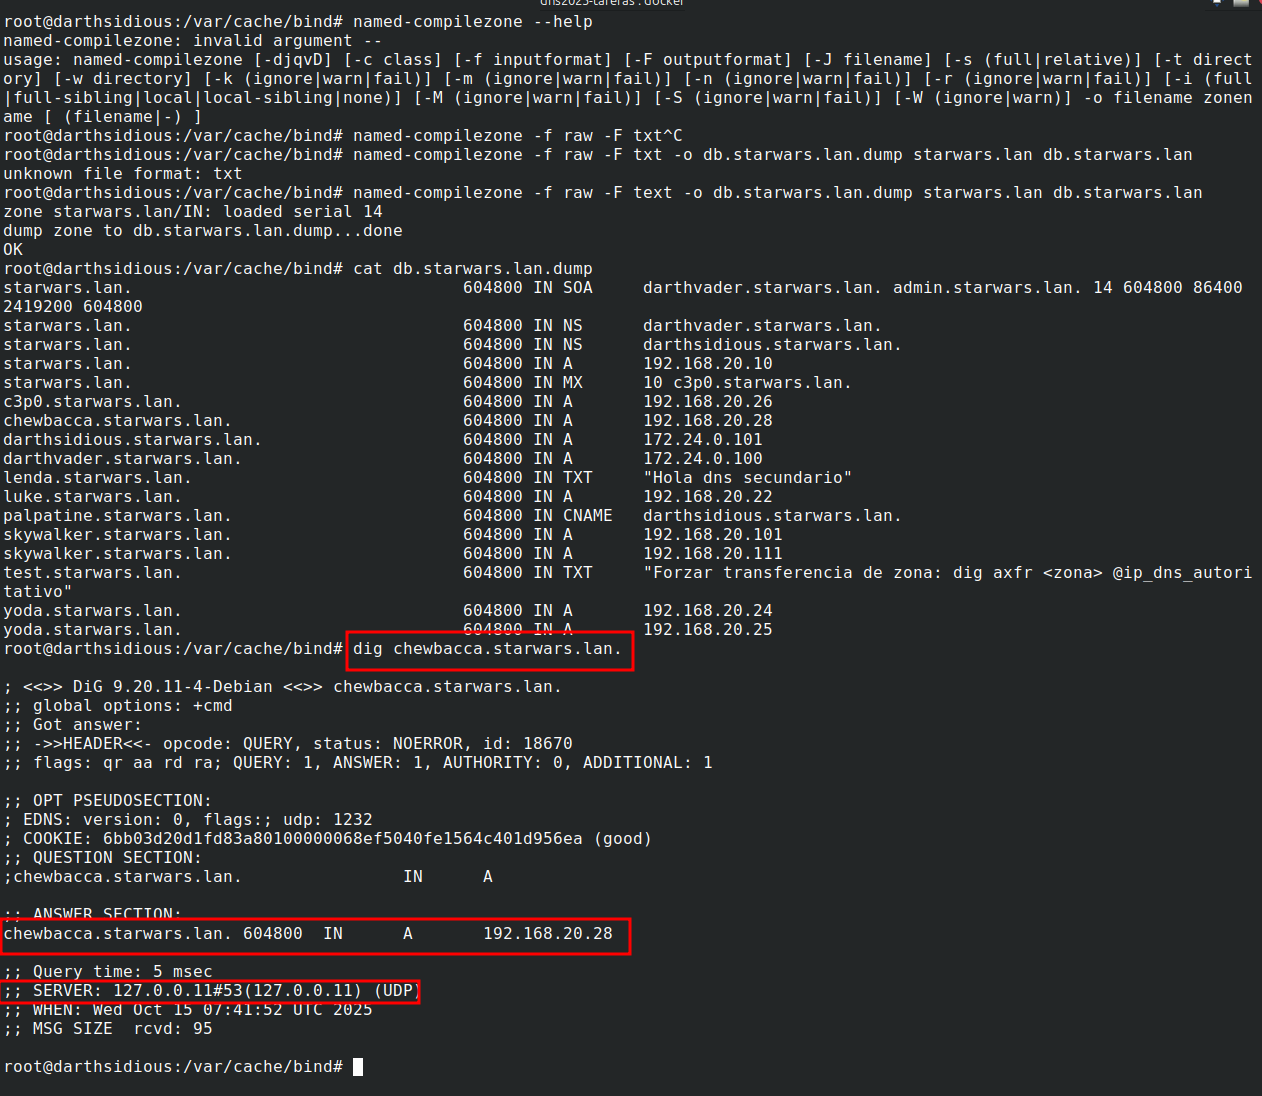 dns2025-tarefas : docker
root@darthsidious:/var/cache/bind# named-compilezone --help
named-compilezone: invalid argument --
usage: named-compilezone [-djqvD] [-c class] [-f inputformat] [-F outputformat] [-J filename] [-s (full|relative)] [-t direct
ory] [-w directory] [-k (ignore|warn|fail)] [-m (ignore|warn|fail)] [-n (ignore|warn|fail)] [-r (ignore|warn|fail)] [-i (full
|full-sibling|local|local-sibling|none)] [-M (ignore|warn|fail)] [-S (ignore|warn|fail)] [-W (ignore|warn)] -o filename zonen
ame [ (filename|-) ]
root@darthsidious:/var/cache/bind# named-compilezone -f raw -F txt^C
root@darthsidious:/var/cache/bind# named-compilezone -f raw -F txt -o db.starwars.lan.dump starwars.lan db.starwars.lan
unknown file format: txt
root@darthsidious:/var/cache/bind# named-compilezone -f raw -F text -o db.starwars.lan.dump starwars.lan db.starwars.lan
zone starwars.lan/IN: loaded serial 14
dump zone to db.starwars.lan.dump...done
OK
root@darthsidious:/var/cache/bind# cat db.starwars.lan.dump
starwars.lan. 604800 IN SOA darthvader.starwars.lan. admin.starwars.lan. 14 604800 86400
2419200 604800
starwars.lan. 604800 IN NS darthvader.starwars.lan.
starwars.lan. 604800 IN NS darthsidious.starwars.lan.
starwars.lan. 604800 IN A 192.168.20.10
starwars.lan. 604800 IN MX 10 c3p0.starwars.lan.
c3p0.starwars.lan. 604800 IN A 192.168.20.26
chewbacca.starwars.lan. 604800 IN A 192.168.20.28
darthsidious.starwars.lan. 604800 IN A 172.24.0.101
darthvader.starwars.lan. 604800 IN A 172.24.0.100
lenda.starwars.lan. 604800 IN TXT "Hola dns secundario"
luke.starwars.lan. 604800 IN A 192.168.20.22
palpatine.starwars.lan. 604800 IN CNAME darthsidious.starwars.lan.
skywalker.starwars.lan. 604800 IN A 192.168.20.101
skywalker.starwars.lan. 604800 IN A 192.168.20.111
test.starwars.lan. 604800 IN TXT "Forzar transferencia de zona: dig axfr <zona> @ip_dns_autori
tativo"
yoda.starwars.lan. 604800 IN A 192.168.20.24
yoda.starwars.lan. 604800 IN A 192.168.20.25
root@darthsidious:/var/cache/bind# dig chewbacca.starwars.lan.

; <<>> DiG 9.20.11-4-Debian <<>> chewbacca.starwars.lan.
;; global options: +cmd
;; Got answer:
;; ->>HEADER<<- opcode: QUERY, status: NOERROR, id: 18670
;; flags: qr aa rd ra; QUERY: 1, ANSWER: 1, AUTHORITY: 0, ADDITIONAL: 1

;; OPT PSEUDOSECTION:
; EDNS: version: 0, flags:; udp: 1232
; COOKIE: 6bb03d20d1fd83a80100000068ef5040fe1564c401d956ea (good)
;; QUESTION SECTION:
;chewbacca.starwars.lan. IN A

;; ANSWER SECTION:
chewbacca.starwars.lan. 604800 IN A 192.168.20.28

;; Query time: 5 msec
;; SERVER: 127.0.0.11#53(127.0.0.11) (UDP)
;; WHEN: Wed Oct 15 07:41:52 UTC 2025
;; MSG SIZE rcvd: 95

root@darthsidious:/var/cache/bind#